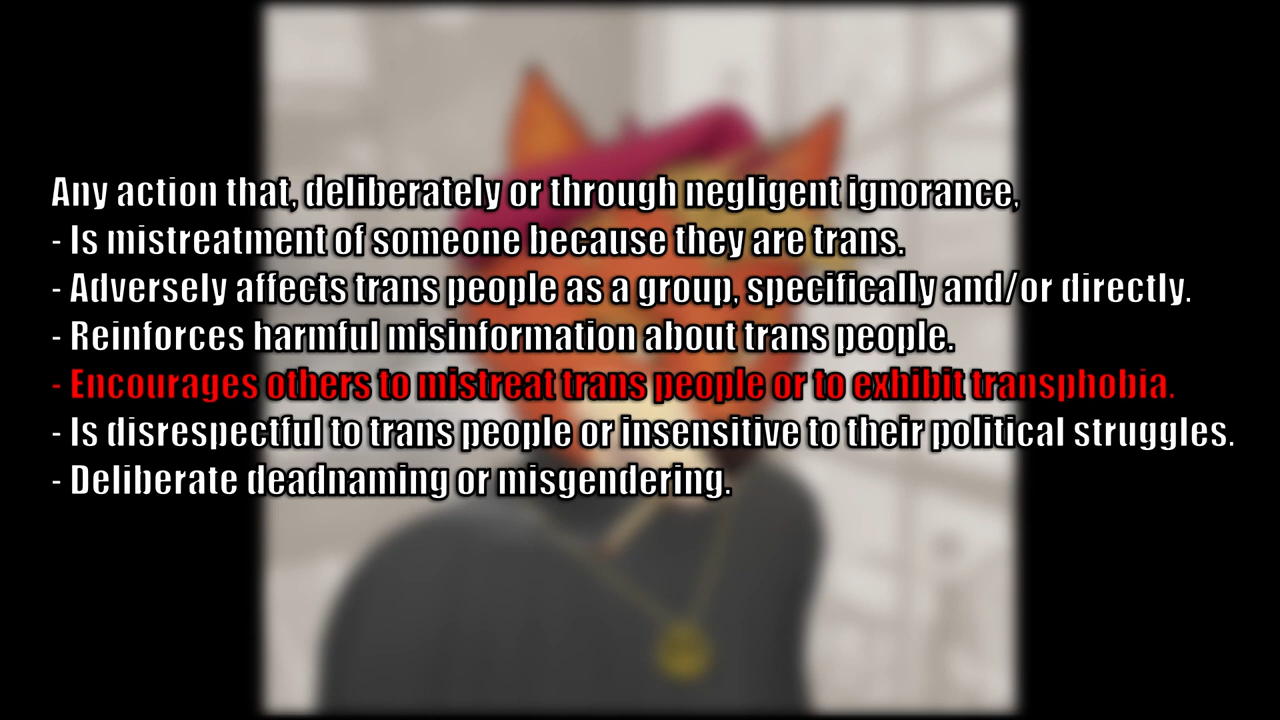 Any action that, deliberately or through negligent ignorance,
- Is mistreatment of someone because they are trans.
- Adversely affects trans people as a group, specifically and/or directly.
- Reinforces harmful misinformation about trans people.
- Encourages others to mistreat trans people or to exhibit transphobia.
- Is disrespectful to trans people or insensitive to their political struggles.
- Deliberate deadnaming or misgendering.